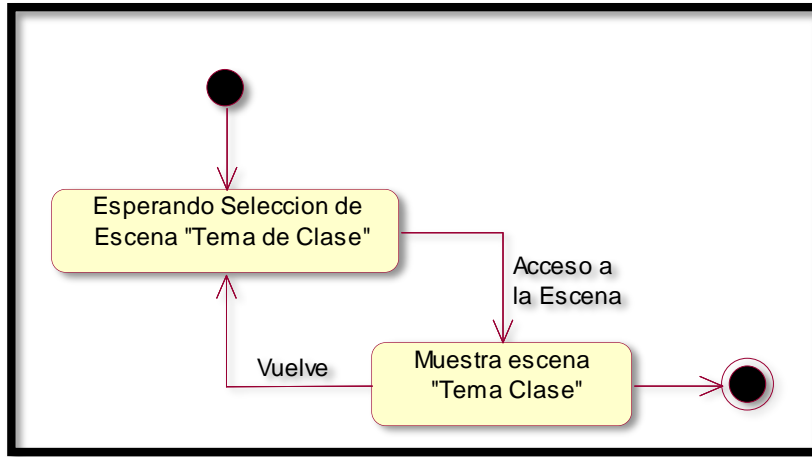 Esperando Seleccion de
Escena "Tema de Clase"
Acceso a
la Escena
Vuelve
Muestra escena
"Tema Clase"